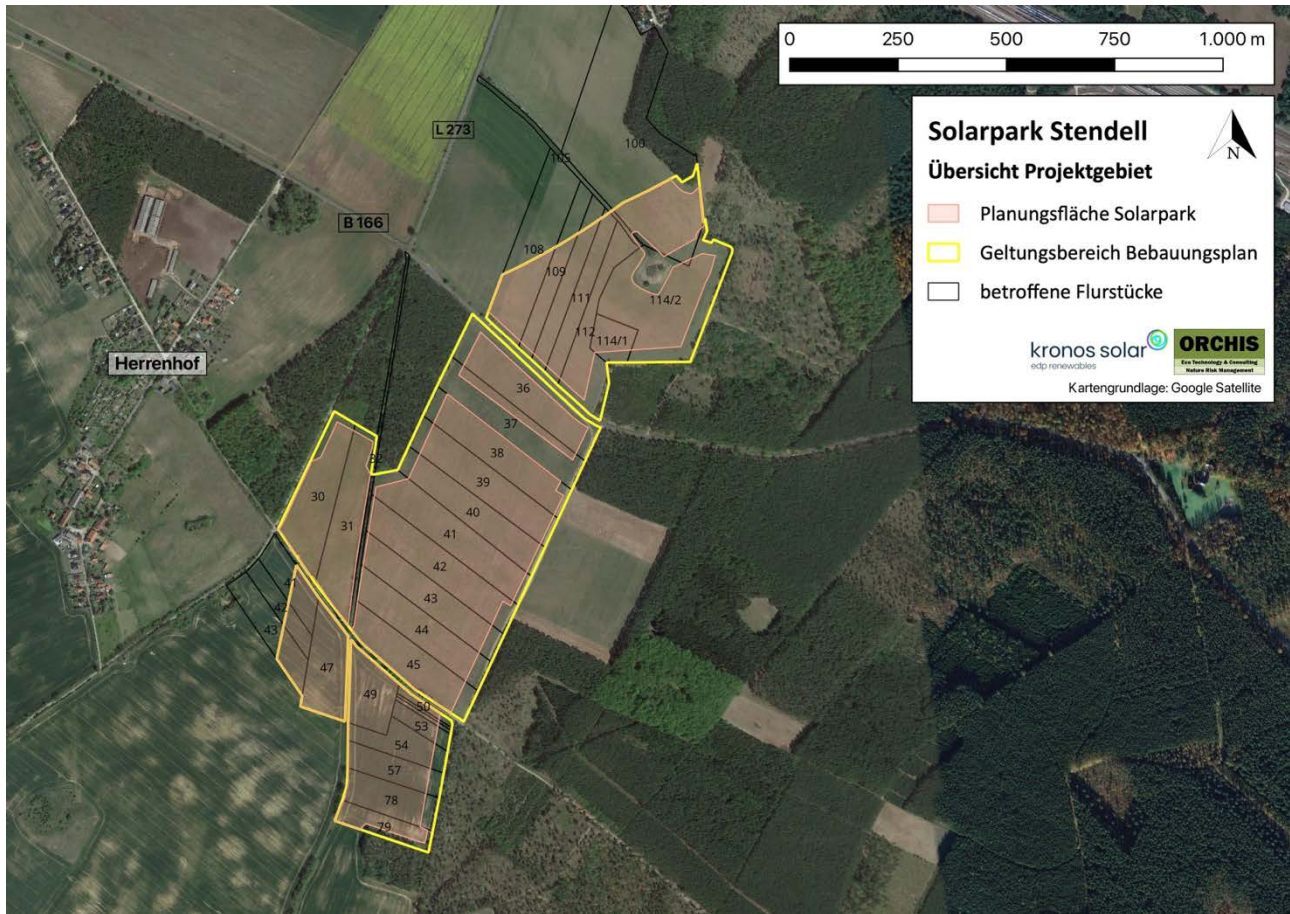 0 250 500 750 1.000 m
Solarpark Stendell
N
Übersicht Projektgebiet
Planungsfläche Solarpark
Geltungsbereich Bebauungsplan
betroffene Flurstücke
kronos solar
edp renewables
ORCHIS
Eco Technology & Consulting
Nature Risk Management
Kartengrundlage: Google Satellite
L 273
100
105
B 166
108
109
111
114/2
112
114/1
Herrenhof
36
37
38
32
39
30
40
31
41
42
43
44
45
42
43
47
49
50
53
54
57
78
79